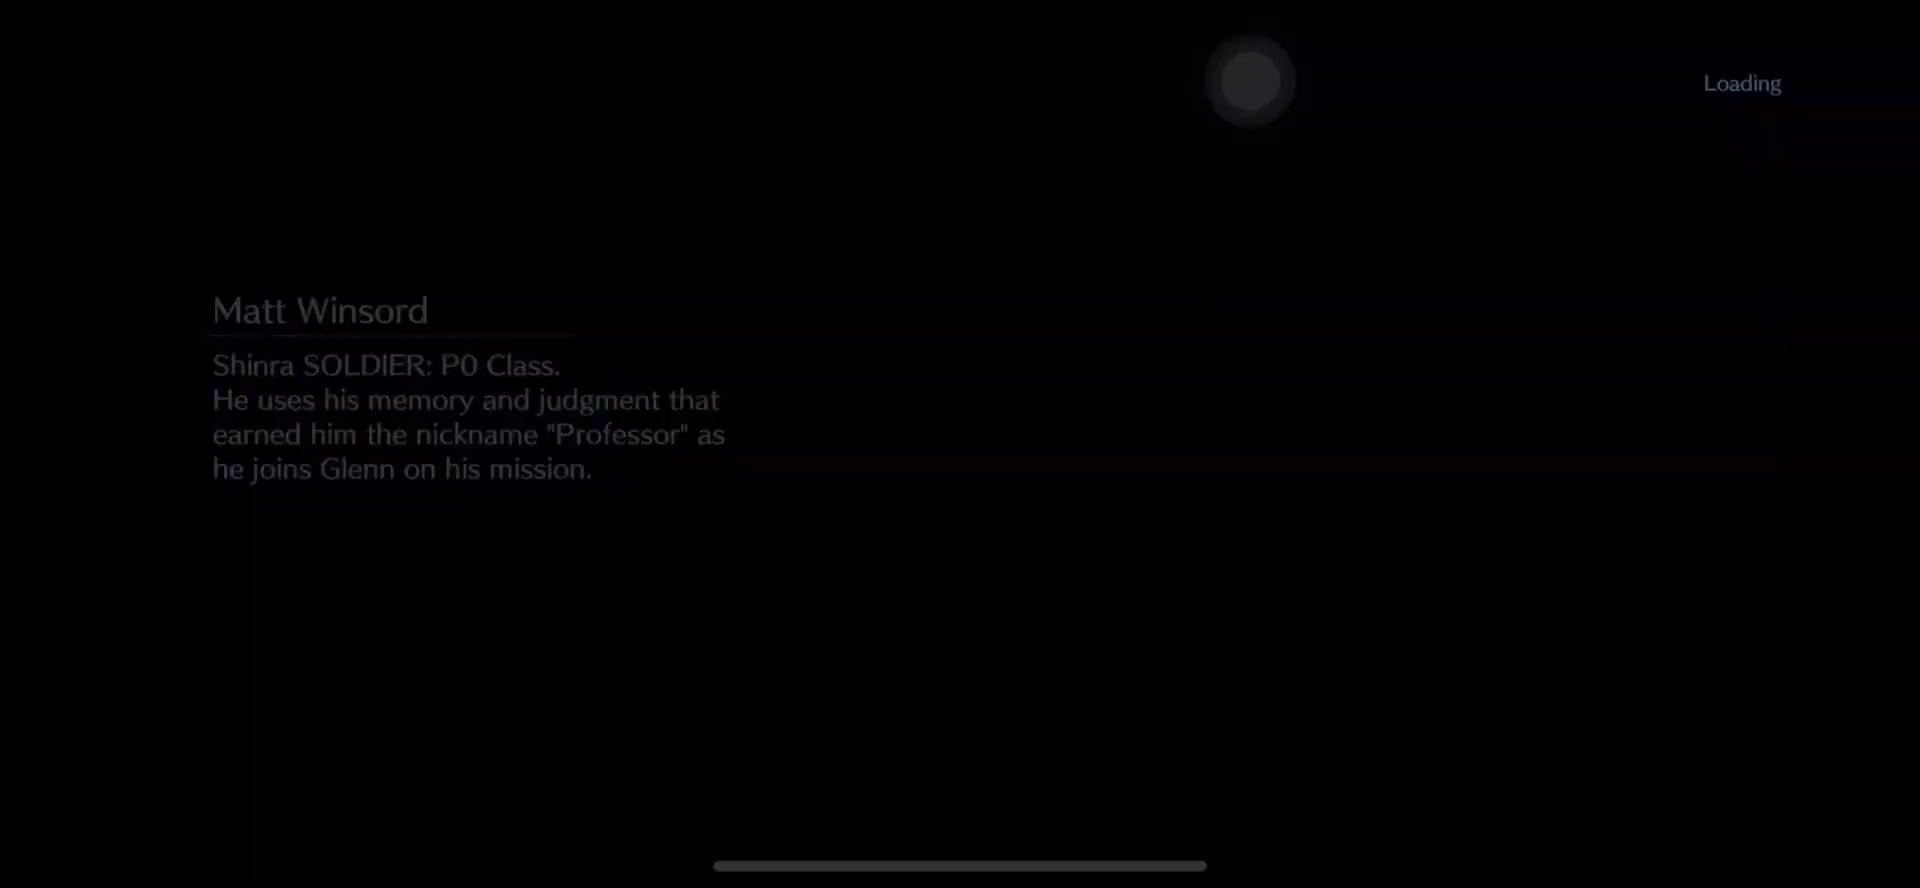 Loading
Matt Winsord
Shinra SOLDIER: P0 Class.
He uses his memory and judgment that
earned him the nickname "Professor" as
he joins Glenn on his mission.